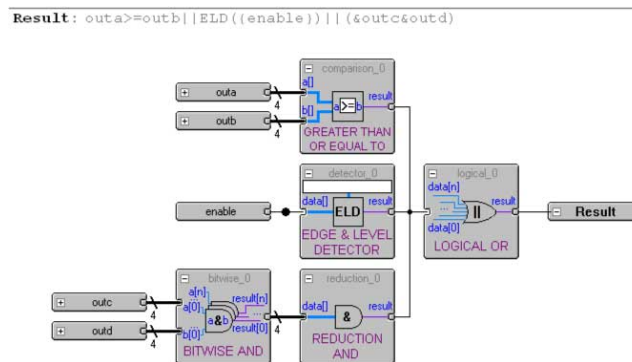 Result: outa>=outb||ELD((enable))||(&outc&outd)
comparison_0
a[]
outa
4
a>=b
result
b[]
outb
4
GREATER THAN
OR EQUAL TO
detector_0
logical_0
data[n]
data[]
result
enable
ELD
...
||
result
Result
data[0]
EDGE & LEVEL
DETECTOR
LOGICAL OR
bitwise_0
reduction_0
a[n]
result[n]
outc
4
a[0]
...
a&b
...
data[]
&
result
4
outd
4
b[0]
result[0]
BITWISE AND
REDUCTION
AND